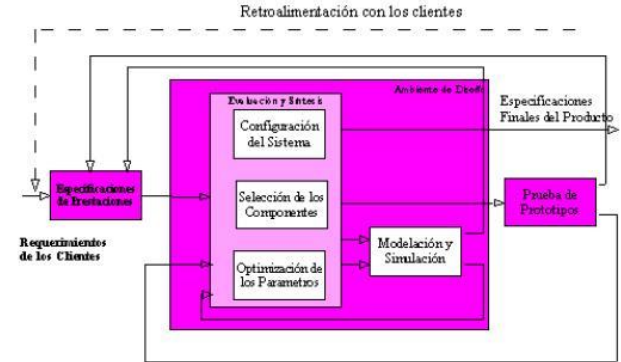 Retroalimentación con los clientes
Ambiente de Diseño
Evaluación y Síntesis
Configuración
del Sistema
Especificaciones
Finales del Producto
Especificaciones
de Prestaciones
Selección de los
Componentes
Prueba de
Prototipos
Requerimientos
de los Clientes
Modelación y
Simulación
Optimización de
los Parametros